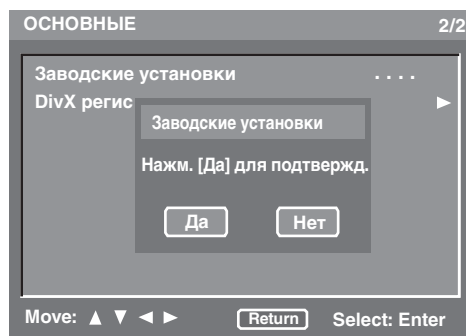 ОСНОВНЫЕ 2/2
Заводские установки . . . .
DivX регис
Заводские установки
Нажм. [Да] для подтвержд.
Да Нет
Move: ▲ ▼ ◄ ► Return Select: Enter